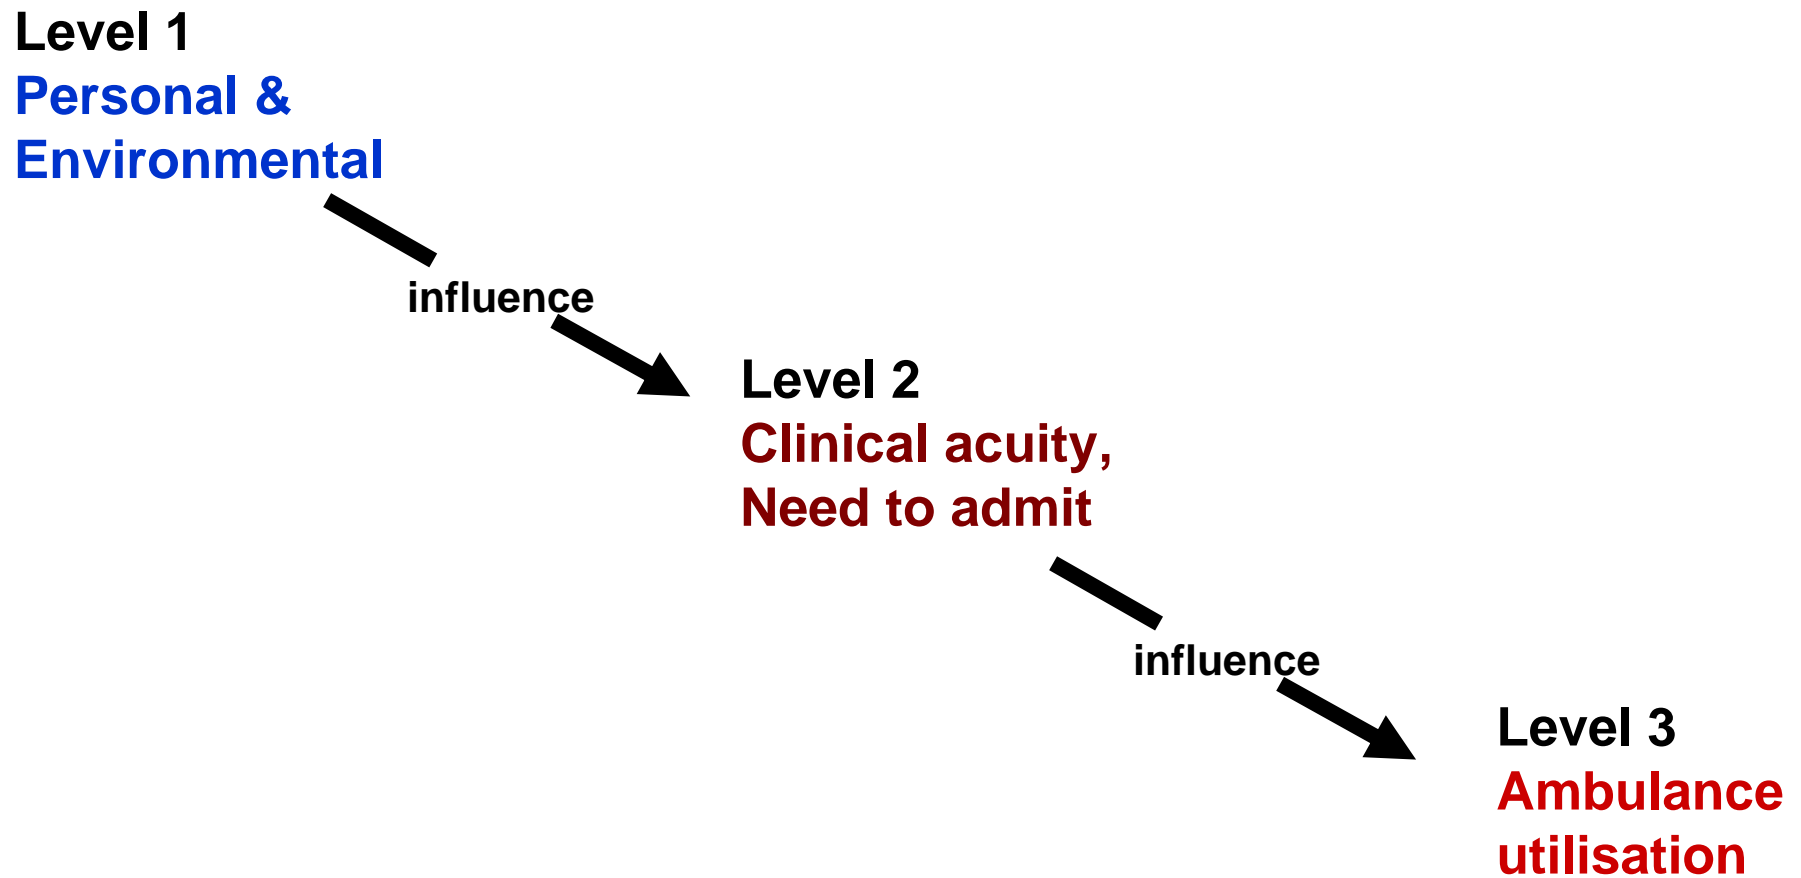 Level 1
Personal &
Environmental
influence
Level 2
Clinical acuity,
Need to admit
influence
Level 3
Ambulance
utilisation